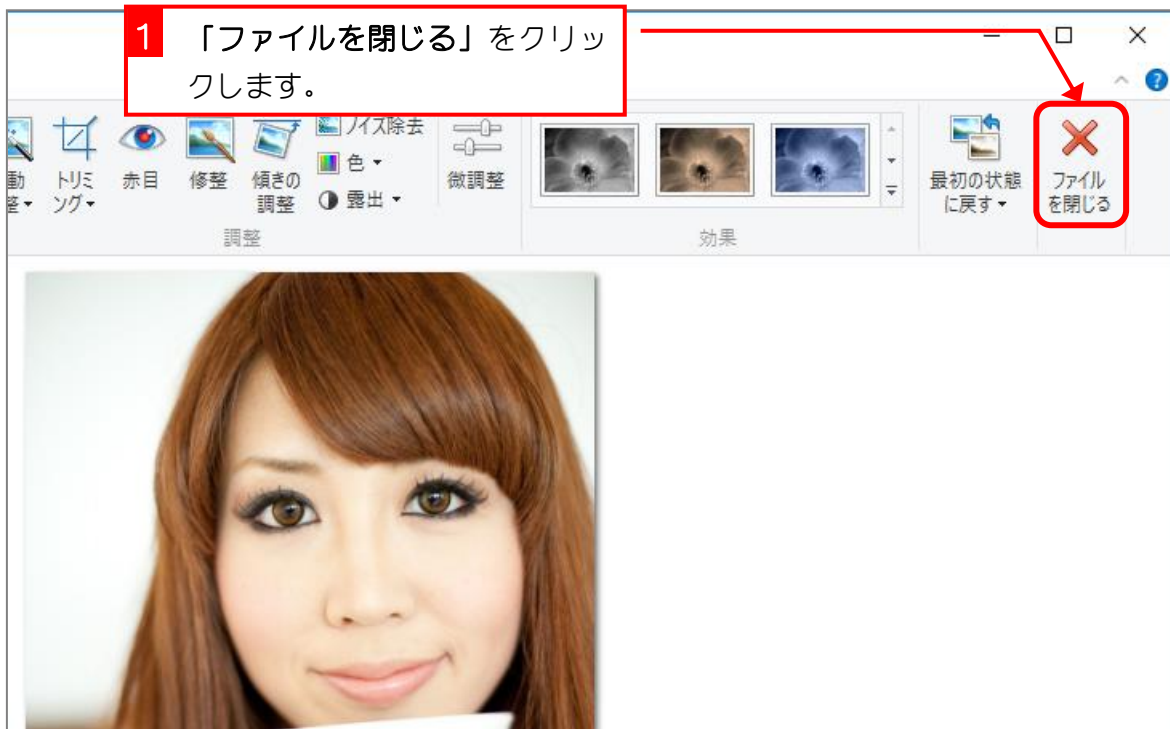 1 「ファイルを閉じる」をクリッ
クします。
ノイズ除去
色
露出
トリミ
ング
赤目
修整
傾きの
調整
微調整
最初の状態
に戻す
ファイル
を閉じる
調整
効果